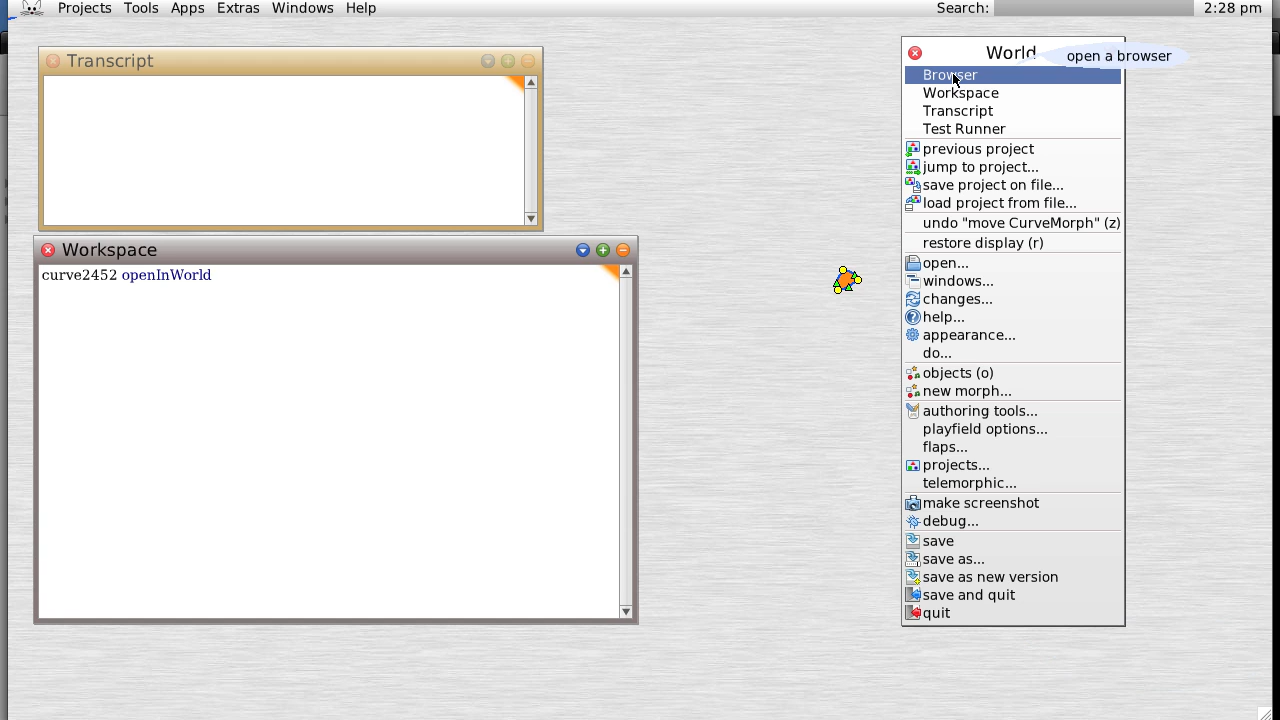 Projects Tools Apps Extras Windows Help Search: 2:28 pm
Transcript
Workspace
curve2452 openInWorld
World
open a browser
Browser
Workspace
Transcript
Test Runner
previous project
jump to project...
save project on file...
load project from file...
undo "move CurveMorph" (z)
restore display (r)
open...
windows...
changes...
help...
appearance...
do...
objects (o)
new morph...
authoring tools...
playfield options...
flaps...
projects...
telemorphic...
make screenshot
debug...
save
save as...
save as new version
save and quit
quit